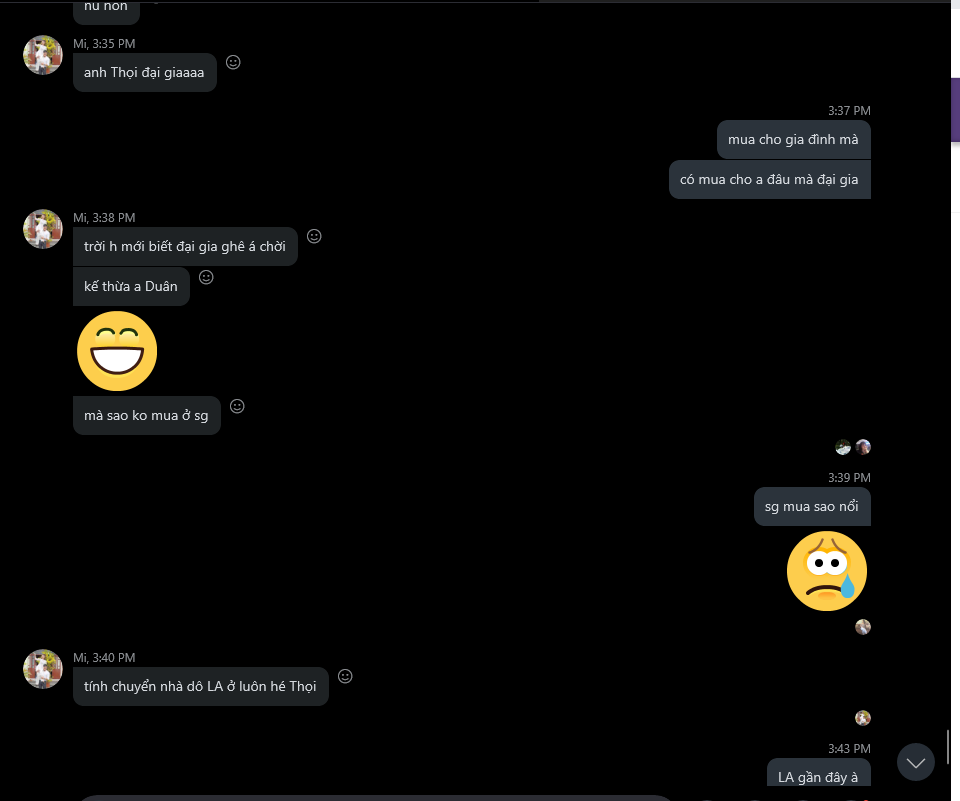 nu hôn
Mi, 3:35 PM
anh Thọi đại giaaaa
3:37 PM
mua cho gia đình mà
có mua cho a đâu mà đại gia
Mi, 3:38 PM
trời h mới biết đại gia ghê á chời
kế thừa a Duân
mà sao ko mua ở sg
3:39 PM
sg mua sao nổi
Mi, 3:40 PM
tính chuyển nhà dô LA ở luôn hé Thọi
3:43 PM
LA gần đây à